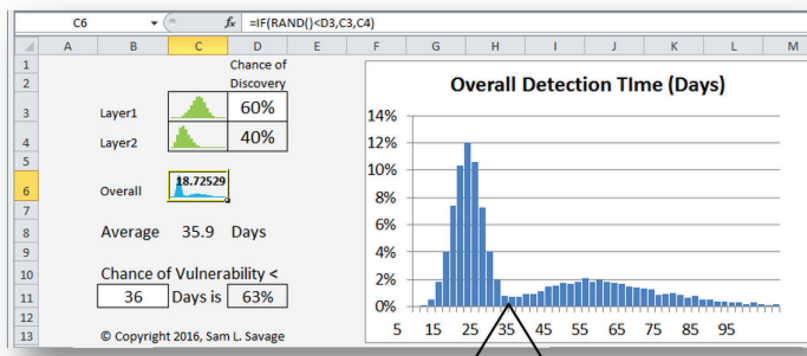 C6 fx =IF(RAND()<D3,C3,C4)
A B C D E F G H I J K L M
1 Chance of
2 Discovery
3 Layer1 60%
4 Layer2 40%
5
6 Overall 18.72529
7
8 Average 35.9 Days
9
10 Chance of Vulnerability <
11 36 Days is 63%
12
13 © Copyright 2016, Sam L. Savage
Overall Detection TIme (Days)
14%
12%
10%
8%
6%
4%
2%
0%
5 15 25 35 45 55 65 75 85 95